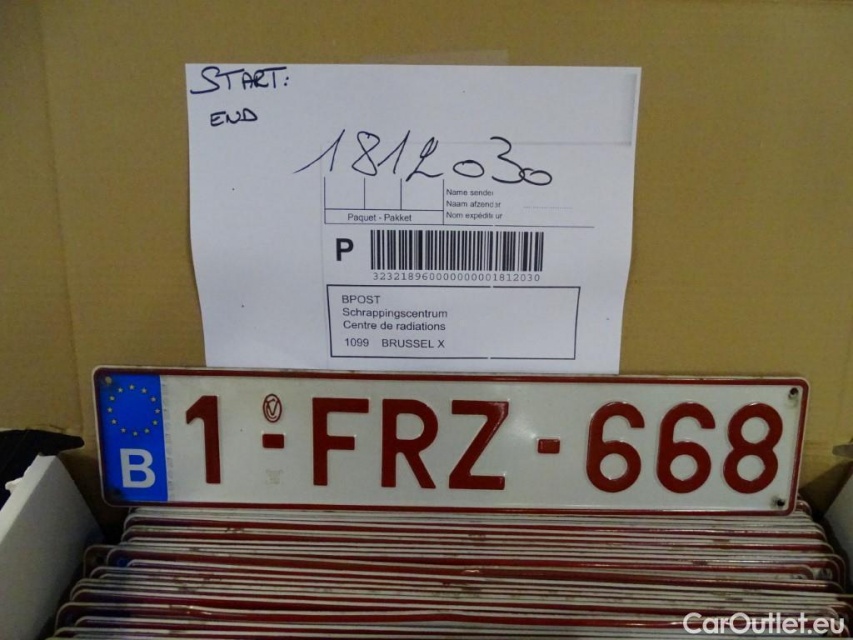 START:
END
1812030
Name sender
Naam afzender
Nom expéditeur
Paquet - Pakket
P
323218960000000001812030
BPOST
Schrappingscentrum
Centre de radiations
1099 BRUSSEL X
B 1-FRZ-668
CarOutlet.eu